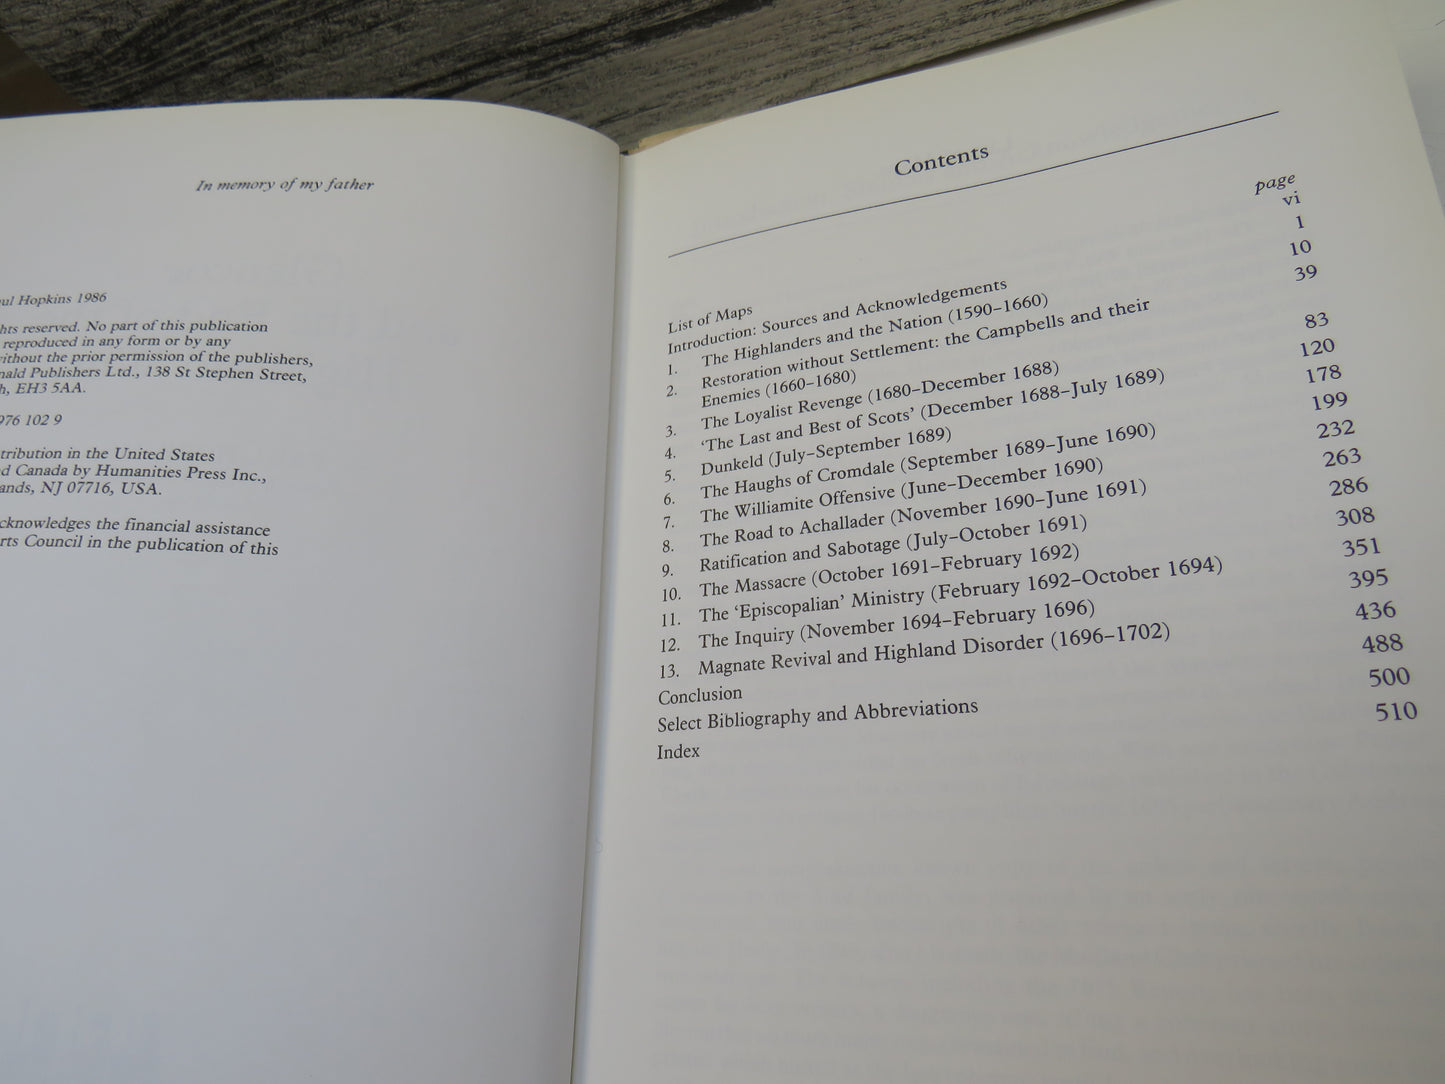 In memory of my father
ul Hopkins 1986
hts reserved. No part of this publication
reproduced in any form or by any
without the prior permission of the publishers,
nald Publishers Ltd., 138 St Stephen Street,
h, EH3 5AA.
976 102 9
tribution in the United States
d Canada by Humanities Press Inc.,
ands, NJ 07716, USA.
cknowledges the financial assistance
rts Council in the publication of this
Contents
page
List of Maps vi
Introduction: Sources and Acknowledgements 1
1. The Highlanders and the Nation (1590–1660) 10
2. Restoration without Settlement: the Campbells and their
Enemies (1660–1680) 39
3. The Loyalist Revenge (1680–December 1688) 83
4. ‘The Last and Best of Scots’ (December 1688–July 1689) 120
5. Dunkeld (July–September 1689) 178
6. The Haughs of Cromdale (September 1689–June 1690) 199
7. The Williamite Offensive (June–December 1690) 232
8. The Road to Achallader (November 1690–June 1691) 263
9. Ratification and Sabotage (July–October 1691) 286
10. The Massacre (October 1691–February 1692) 308
11. The ‘Episcopalian’ Ministry (February 1692–October 1694) 351
12. The Inquiry (November 1694–February 1696) 395
13. Magnate Revival and Highland Disorder (1696–1702) 436
Conclusion 488
Select Bibliography and Abbreviations 500
Index 510